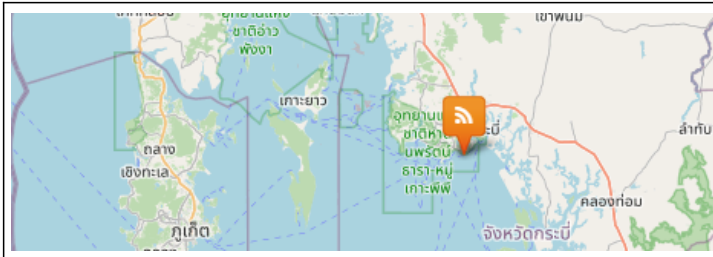 อุทยานแห่ง
ชาติอ่าว
พังงา
เขาพนม
เกาะยาว
อุทยานแ
ชาติหา
นพรัตน์
ธารา-หมู่
เกาะพีพี
ระบี่
ลำทับ
ถลาง
เชิงทะเล
คลองท่อม
ภูเก็ต
จังหวัดกระบี่